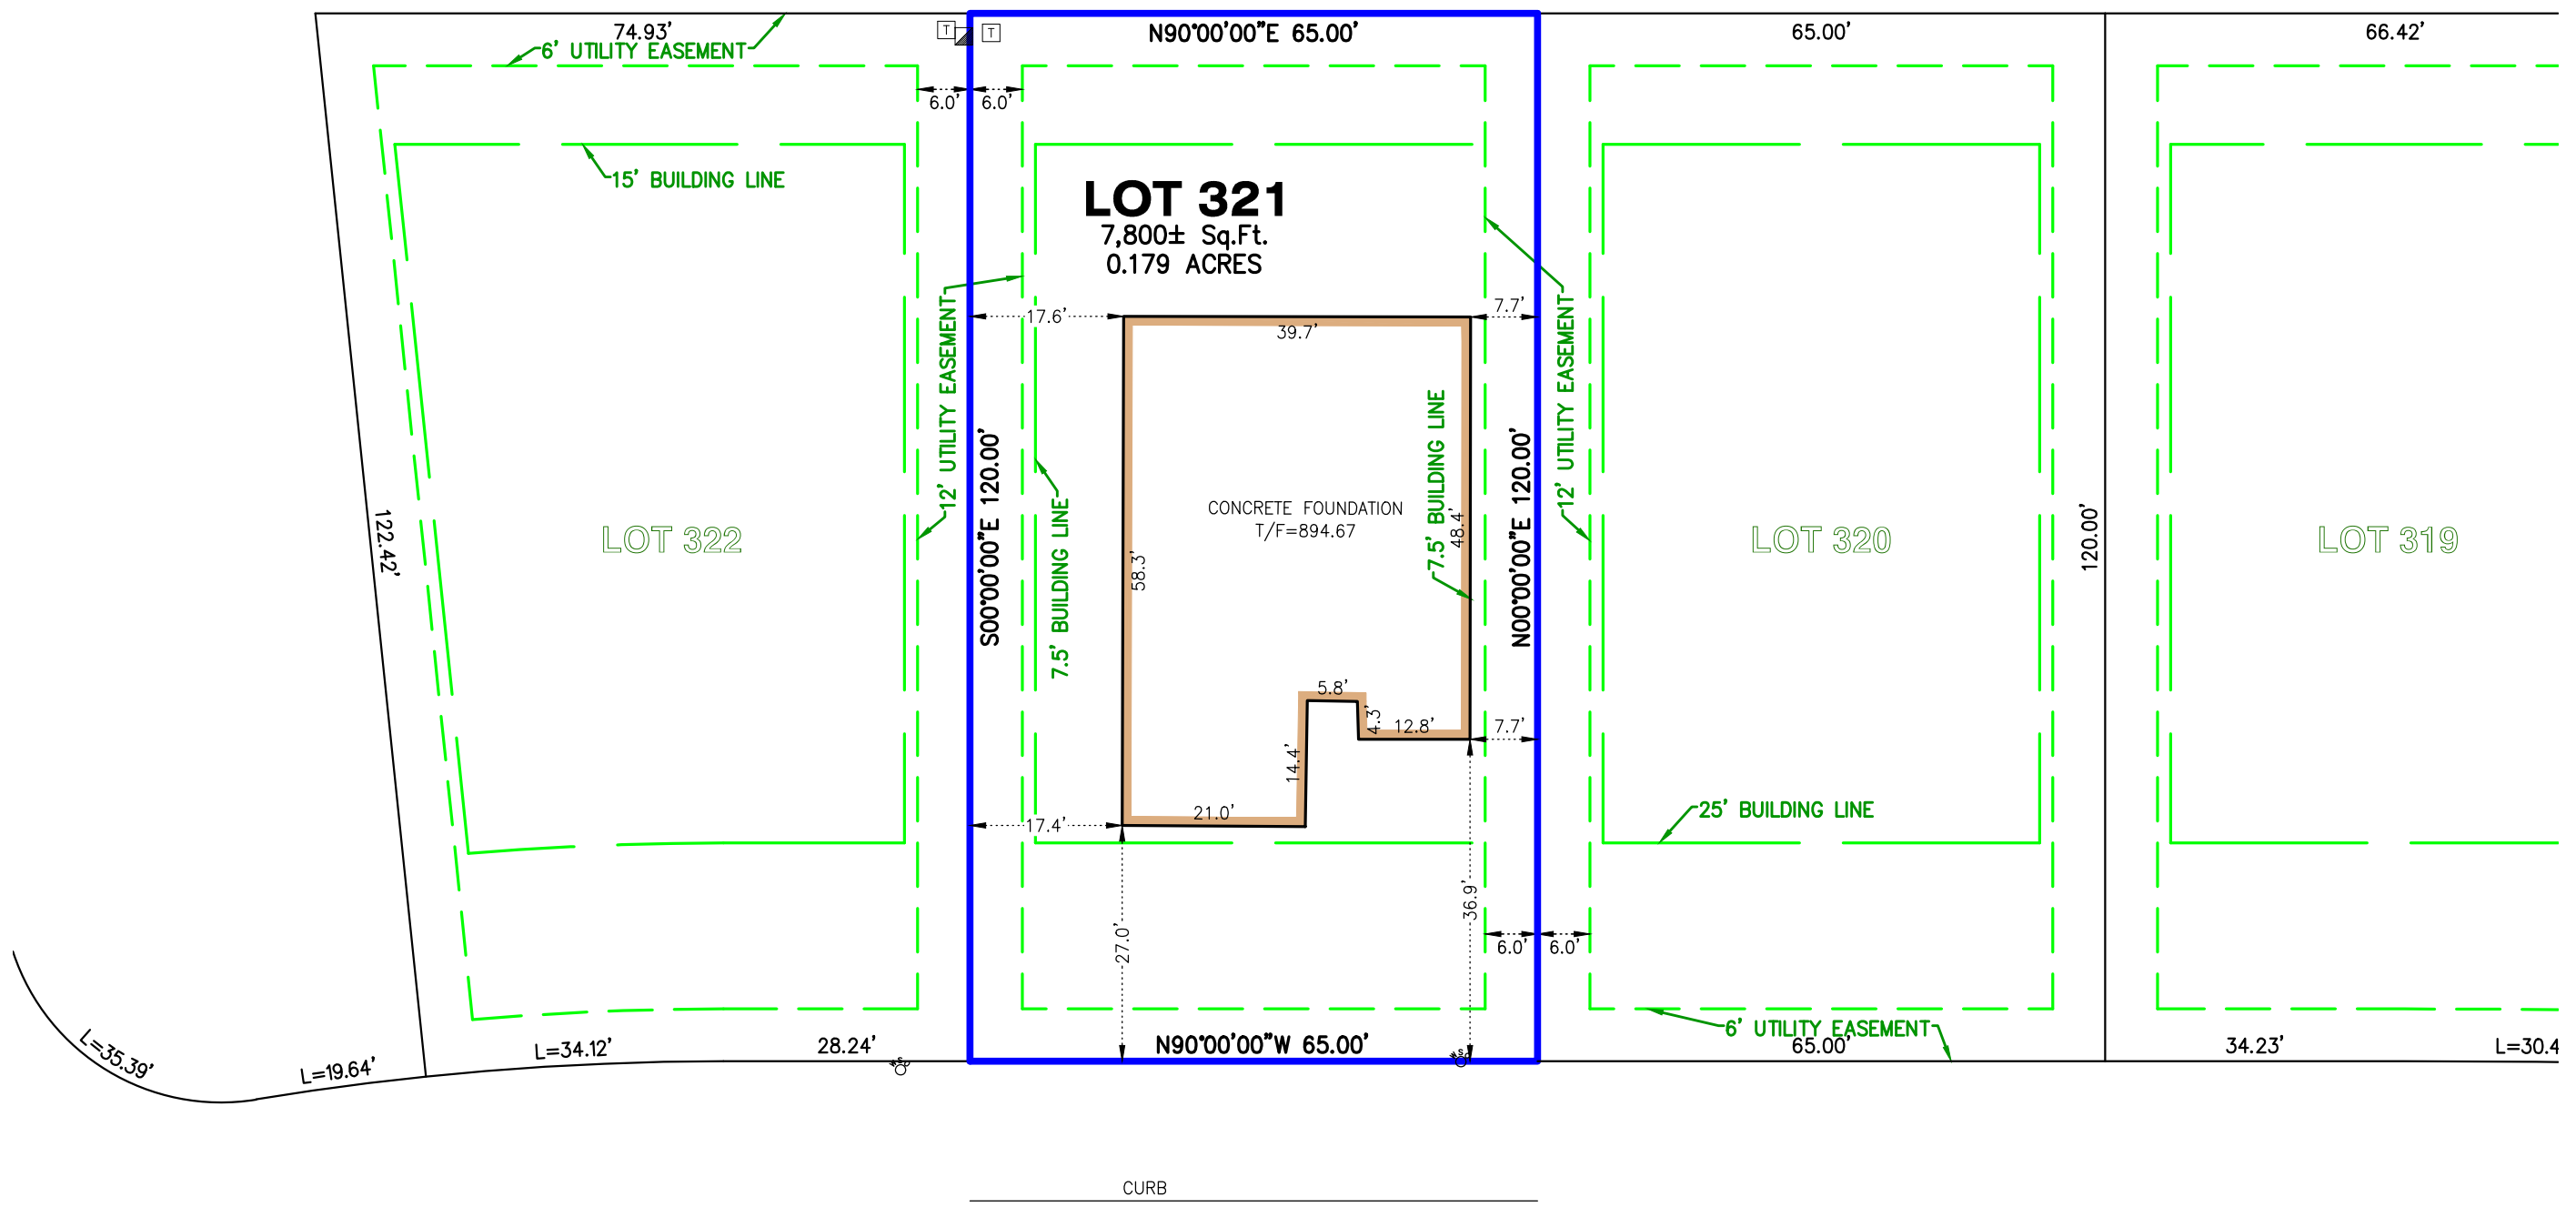 74.93'
6' UTILITY EASEMENT
T
T
N90°00'00"E 65.00'
65.00'
66.42'
6.0'
6.0'
15' BUILDING LINE
LOT 321
7,800± Sq.Ft.
0.179 ACRES
17.6'
7.7'
39.7'
12' UTILITY EASEMENT
12' UTILITY EASEMENT
S00°00'00"E 120.00'
N00°00'00"E 120.00'
7.5' BUILDING LINE
7.5' BUILDING LINE
CONCRETE FOUNDATION
T/F=894.67
48.4'
58.3'
122.42'
LOT 322
LOT 320
120.00'
LOT 319
5.8'
4.3'
12.8'
7.7'
14.4'
21.0'
17.4'
25' BUILDING LINE
27.0'
36.9'
6.0'
6.0'
L=35.39'
L=19.64'
L=34.12'
28.24'
N90°00'00"W 65.00'
6' UTILITY EASEMENT
65.00'
34.23'
L=30.4
CURB